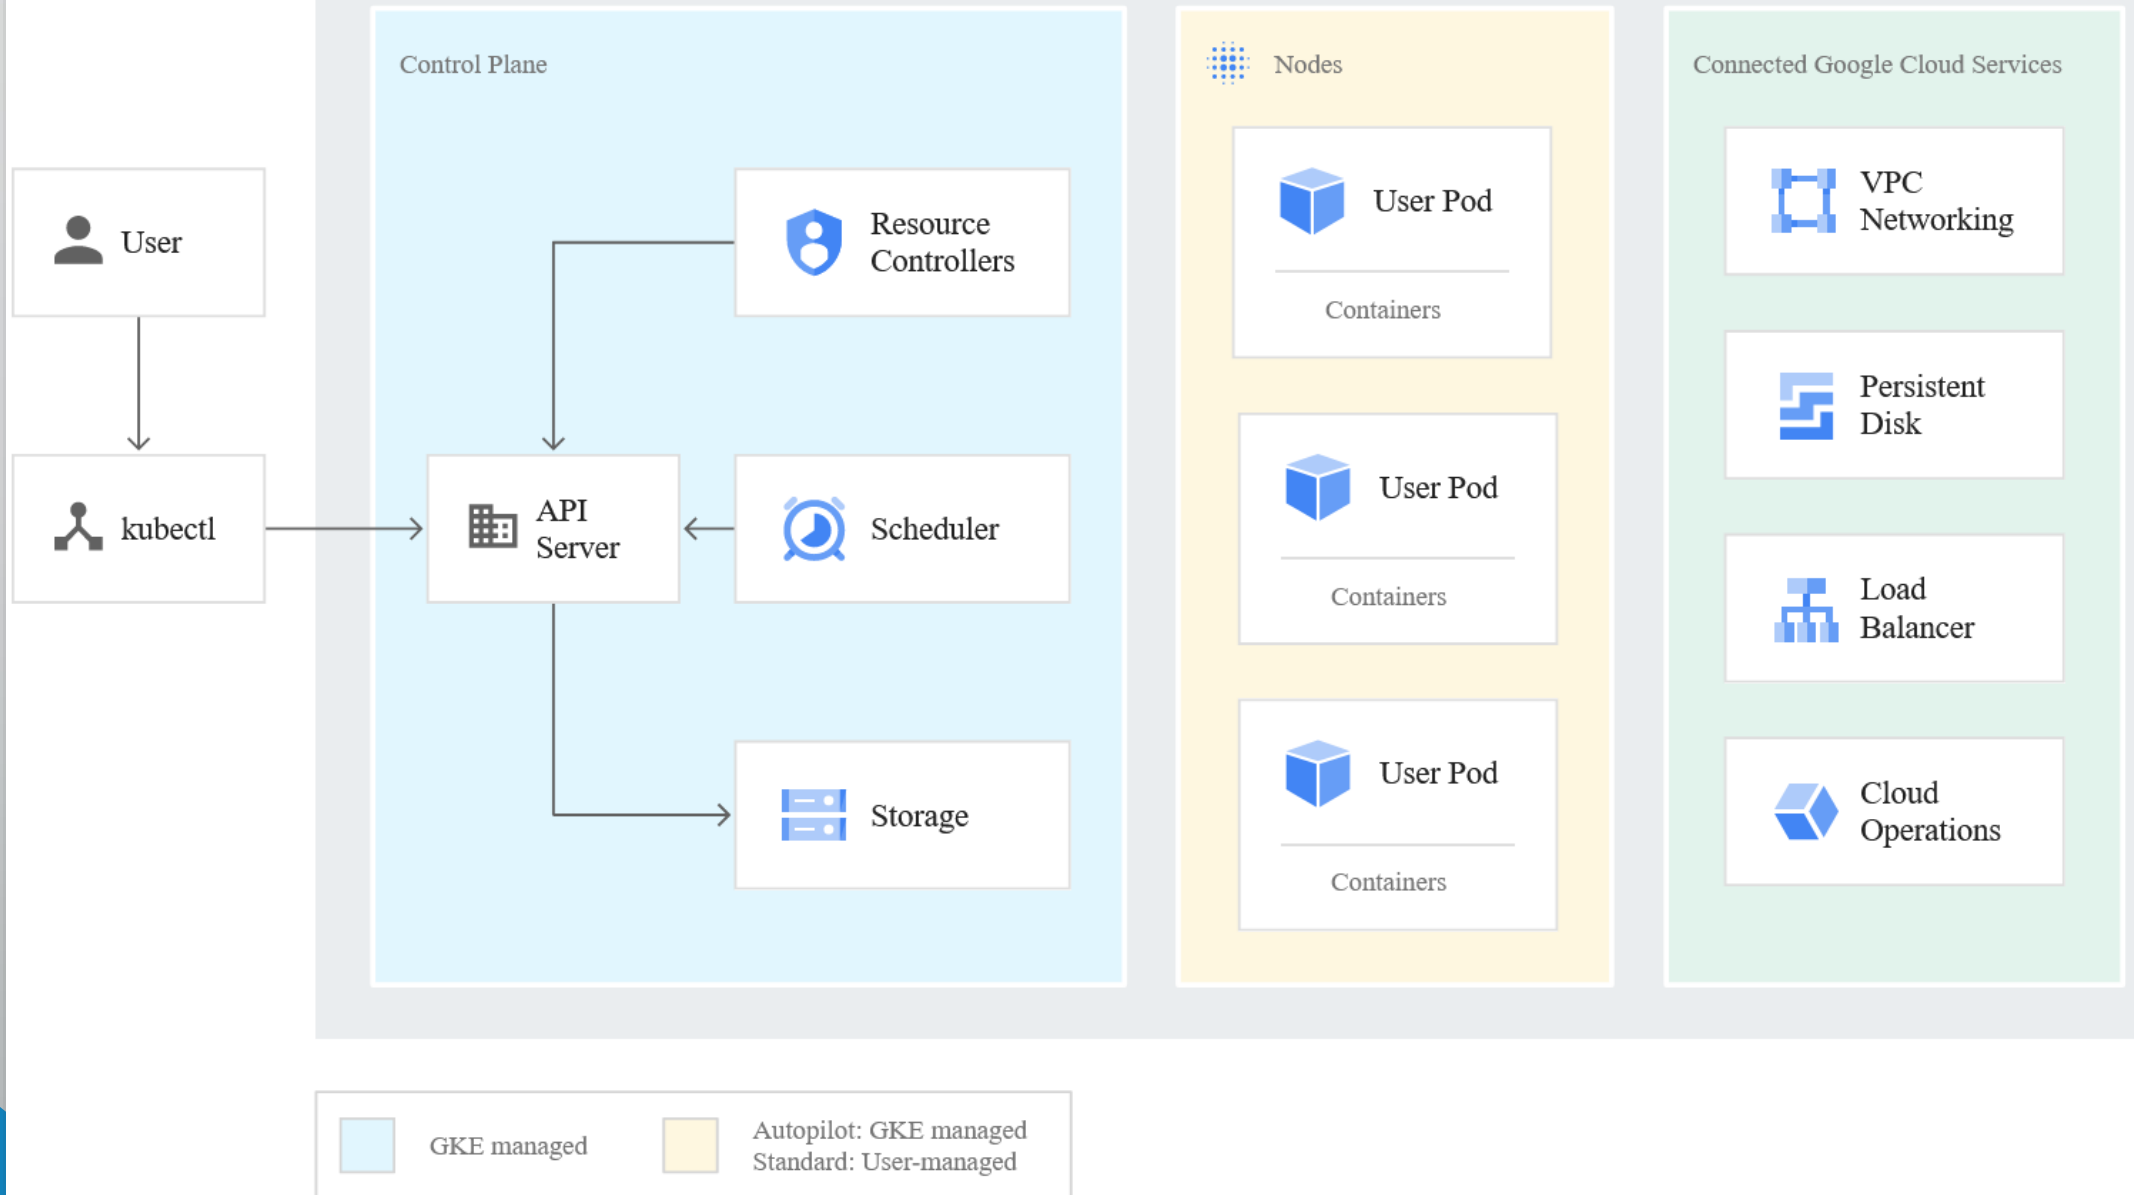 Control Plane
Nodes
Connected Google Cloud Services
User
kubectl
Resource
Controllers
API
Server
Scheduler
Storage
User Pod
Containers
User Pod
Containers
User Pod
Containers
VPC
Networking
Persistent
Disk
Load
Balancer
Cloud
Operations
GKE managed
Autopilot: GKE managed
Standard: User-managed